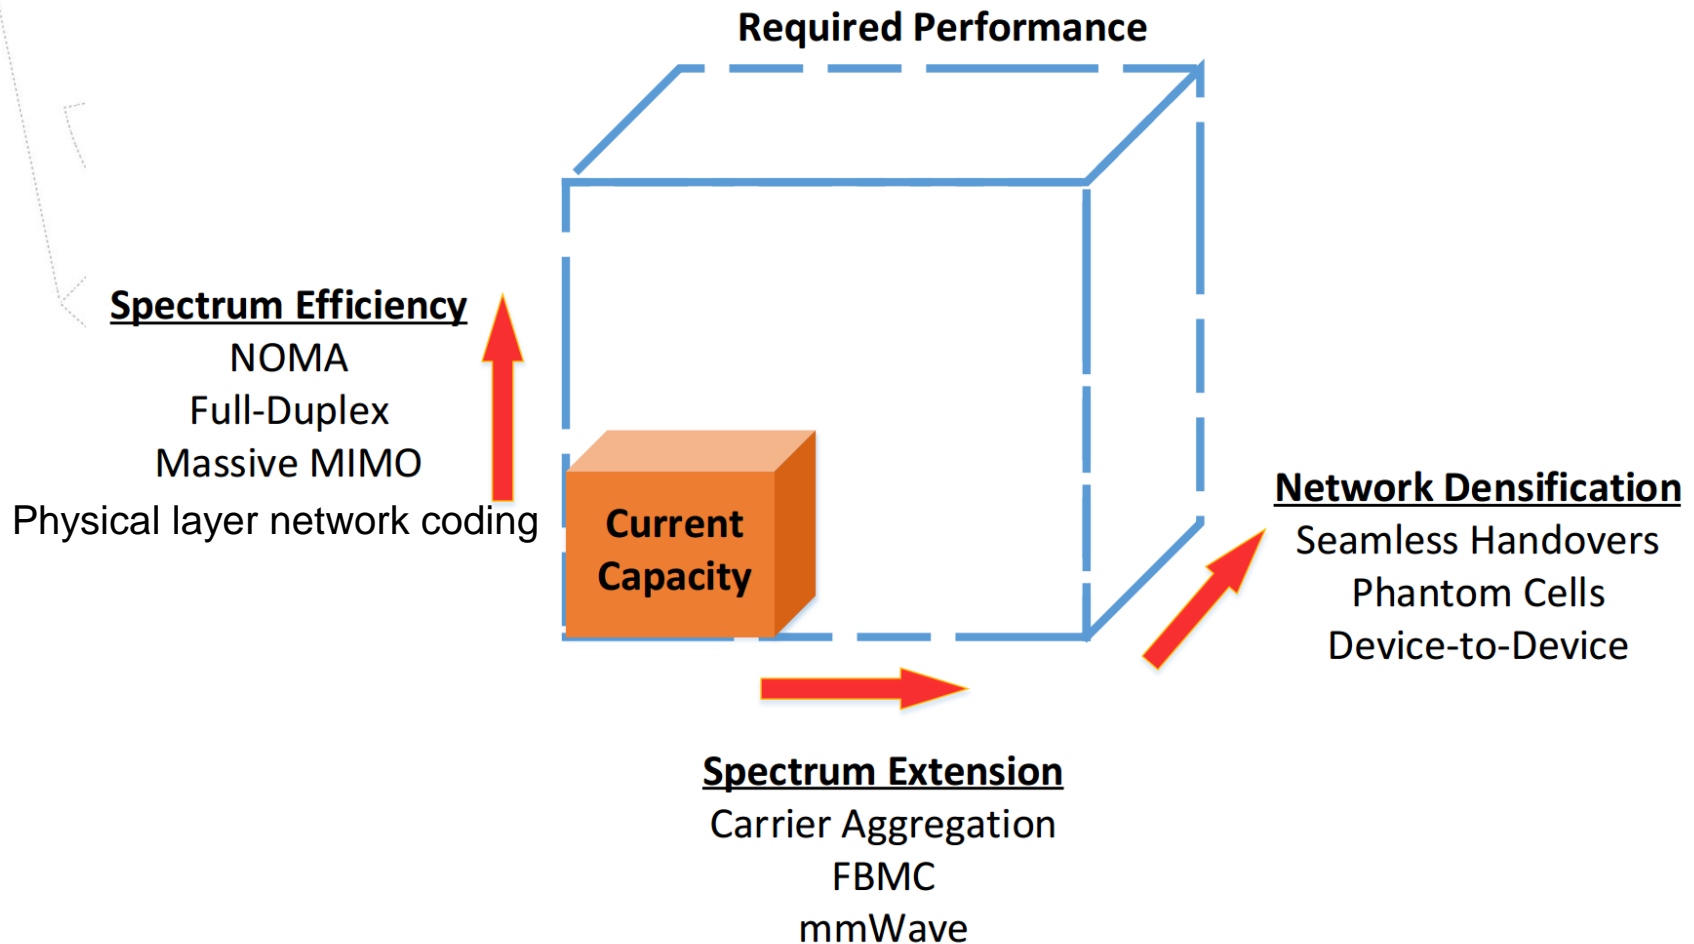 Required Performance
Spectrum Efficiency
NOMA
Full-Duplex
Massive MIMO
Physical layer network coding
Current
Capacity
Network Densification
Seamless Handovers
Phantom Cells
Device-to-Device
Spectrum Extension
Carrier Aggregation
FBMC
mmWave